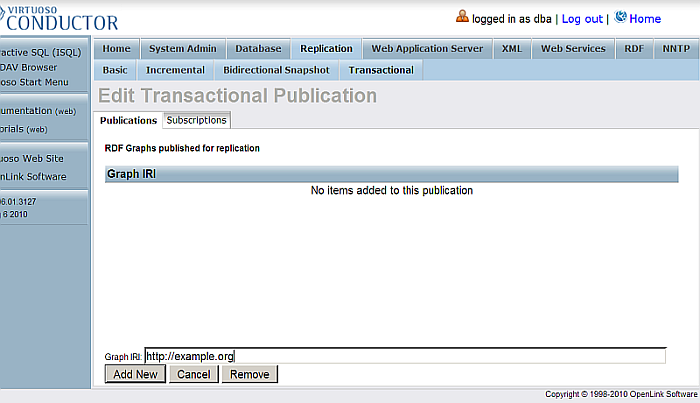 VIRTUOSO
CONDUCTOR
logged in as dba | Log out | Home
ractive SQL (ISQL)
DAV Browser
uoso Start Menu
umentation (web)
orials (web)
uoso Web Site
enLink Software
06.01.3127
g 6 2010
Home System Admin Database Replication Web Application Server XML Web Services RDF NNTP
Basic Incremental Bidirectional Snapshot Transactional
Edit Transactional Publication
Publications Subscriptions
RDF Graphs published for replication
Graph IRI
No items added to this publication
Graph IRI: http://example.org
Add New Cancel Remove
Copyright © 1998-2010 OpenLink Software